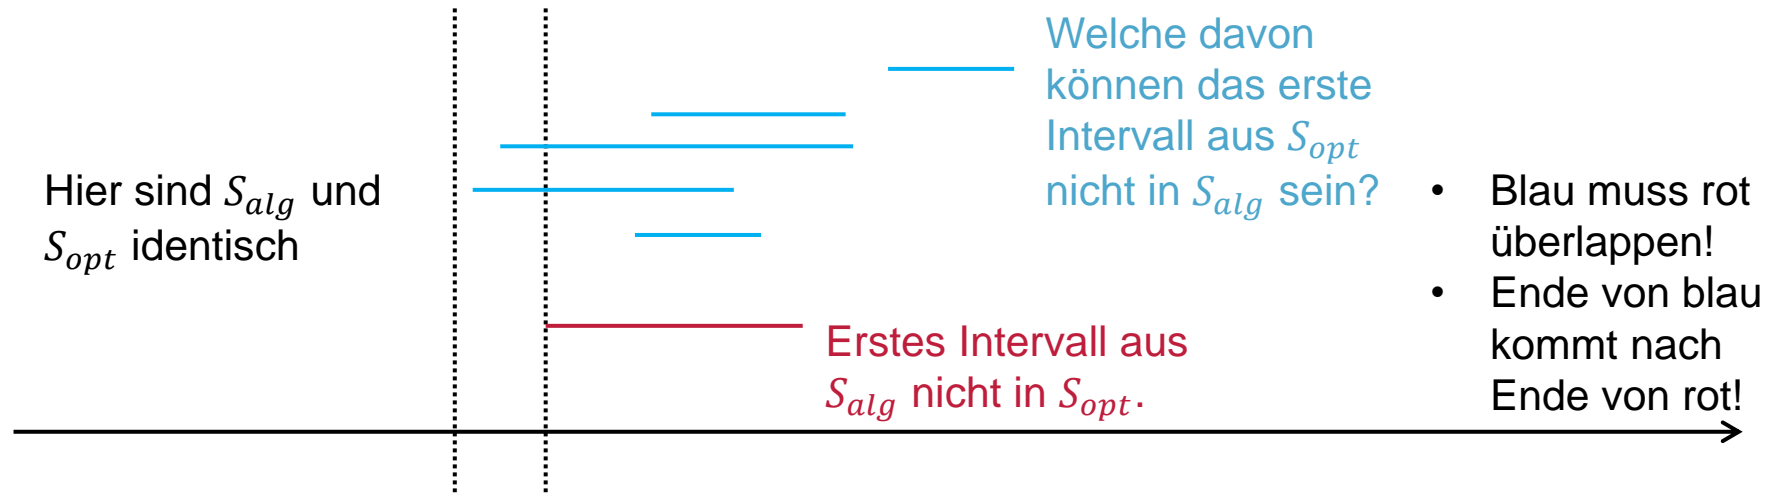 Hier sind S_alg und
S_opt identisch
Welche davon
können das erste
Intervall aus S_opt
nicht in S_alg sein?
Erstes Intervall aus
S_alg nicht in S_opt.
• Blau muss rot
überlappen!
• Ende von blau
kommt nach
Ende von rot!